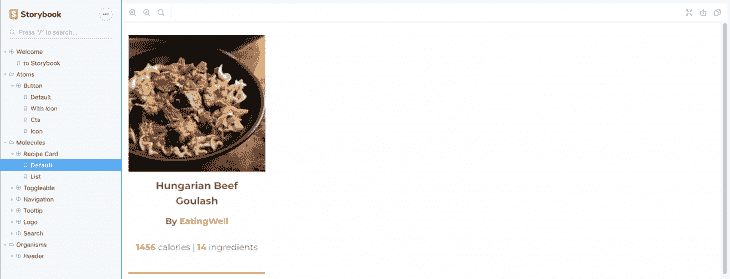 Storybook
Press "/" to search...
Welcome
to Storybook
Atoms
Button
Default
With Icon
Cta
Icon
Molecules
Recipe Card
Default
List
Toggleable
Navigation
Tooltip
Logo
Search
Organisms
Header
Hungarian Beef
Goulash
By EatingWell
1456 calories | 14 ingredients